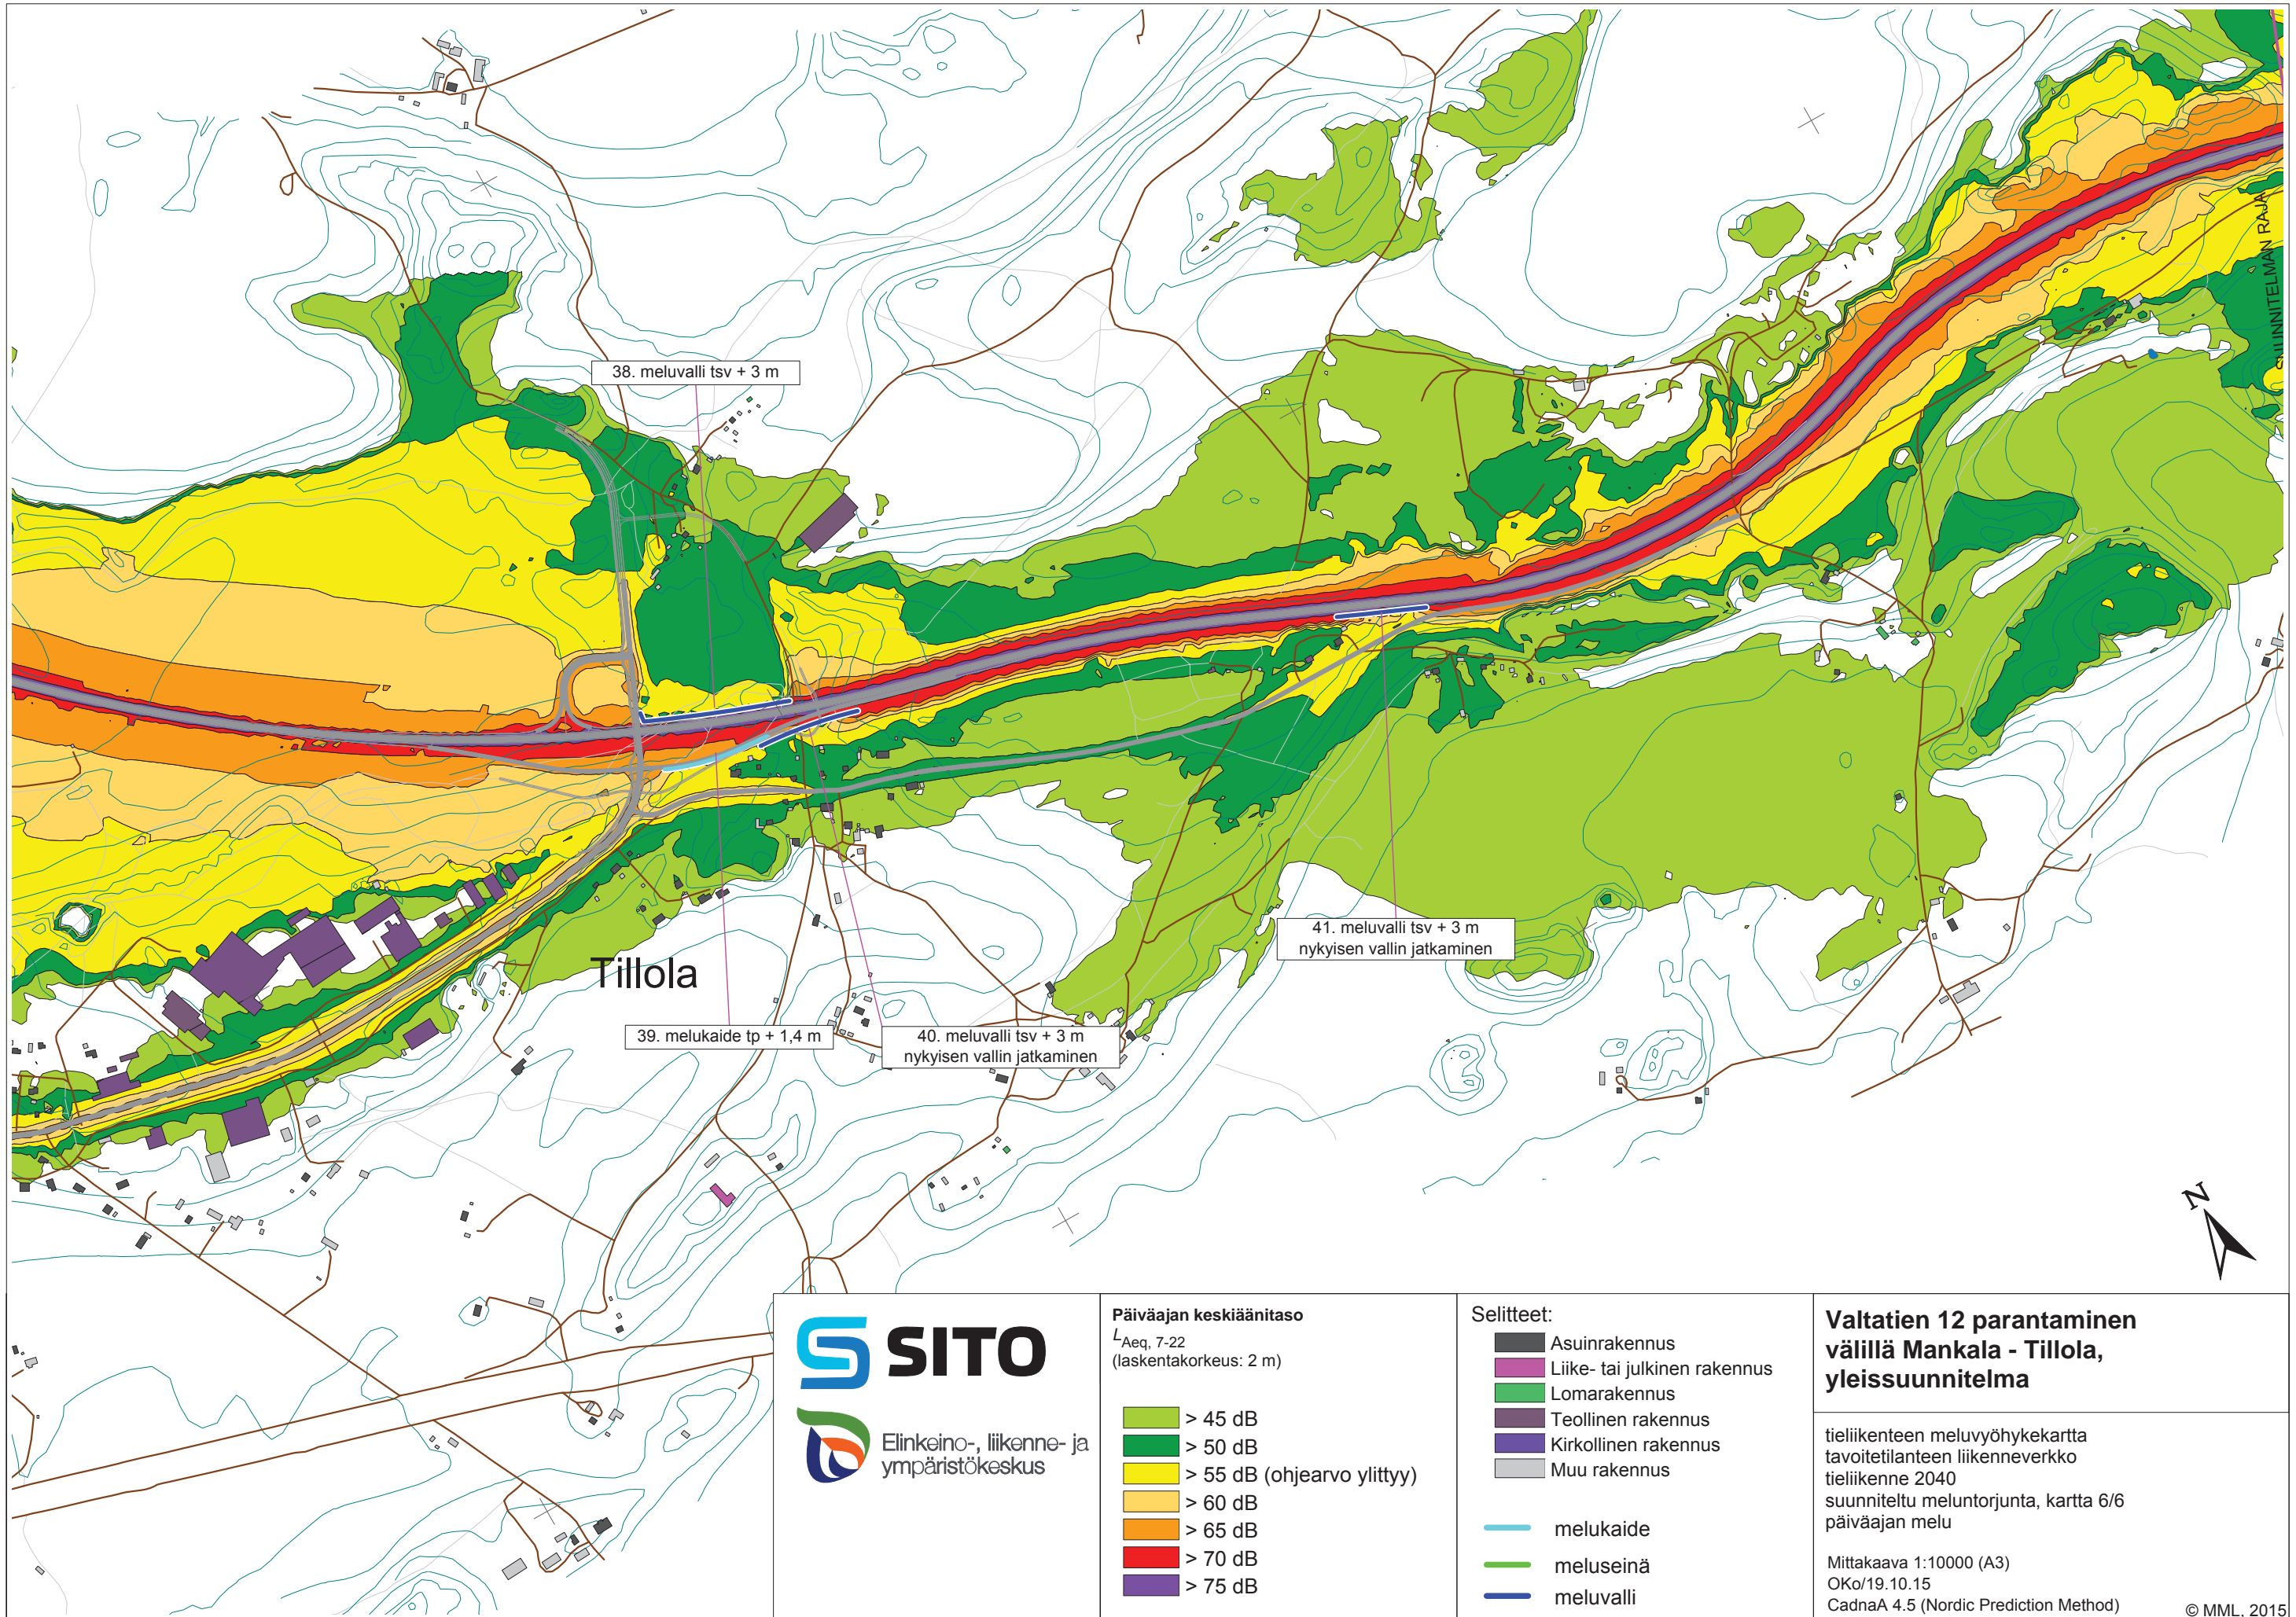 38. meluvalli tsv + 3 m
SUUNNITELMAN RAJA
41. meluvalli tsv + 3 m
nykyisen vallin jatkaminen
Tillola
39. melukaide tp + 1,4 m
40. meluvalli tsv + 3 m
nykyisen vallin jatkaminen
N
SITO
Elinkeino-, liikenne- ja
ympäristökeskus
Päiväajan keskiäänitaso
LAeq, 7-22
(laskentakorkeus: 2 m)
> 45 dB
> 50 dB
> 55 dB (ohjearvo ylittyy)
> 60 dB
> 65 dB
> 70 dB
> 75 dB
Selitteet:
Asuinrakennus
Liike- tai julkinen rakennus
Lomarakennus
Teollinen rakennus
Kirkollinen rakennus
Muu rakennus
melukaide
meluseinä
meluvalli
Valtatien 12 parantaminen
välillä Mankala - Tillola,
yleissuunnitelma
tieliikenteen meluvyöhykekartta
tavoitetilanteen liikenneverkko
tieliikenne 2040
suunniteltu meluntorjunta, kartta 6/6
päiväajan melu
Mittakaava 1:10000 (A3)
OKo/19.10.15
CadnaA 4.5 (Nordic Prediction Method)
© MML, 2015